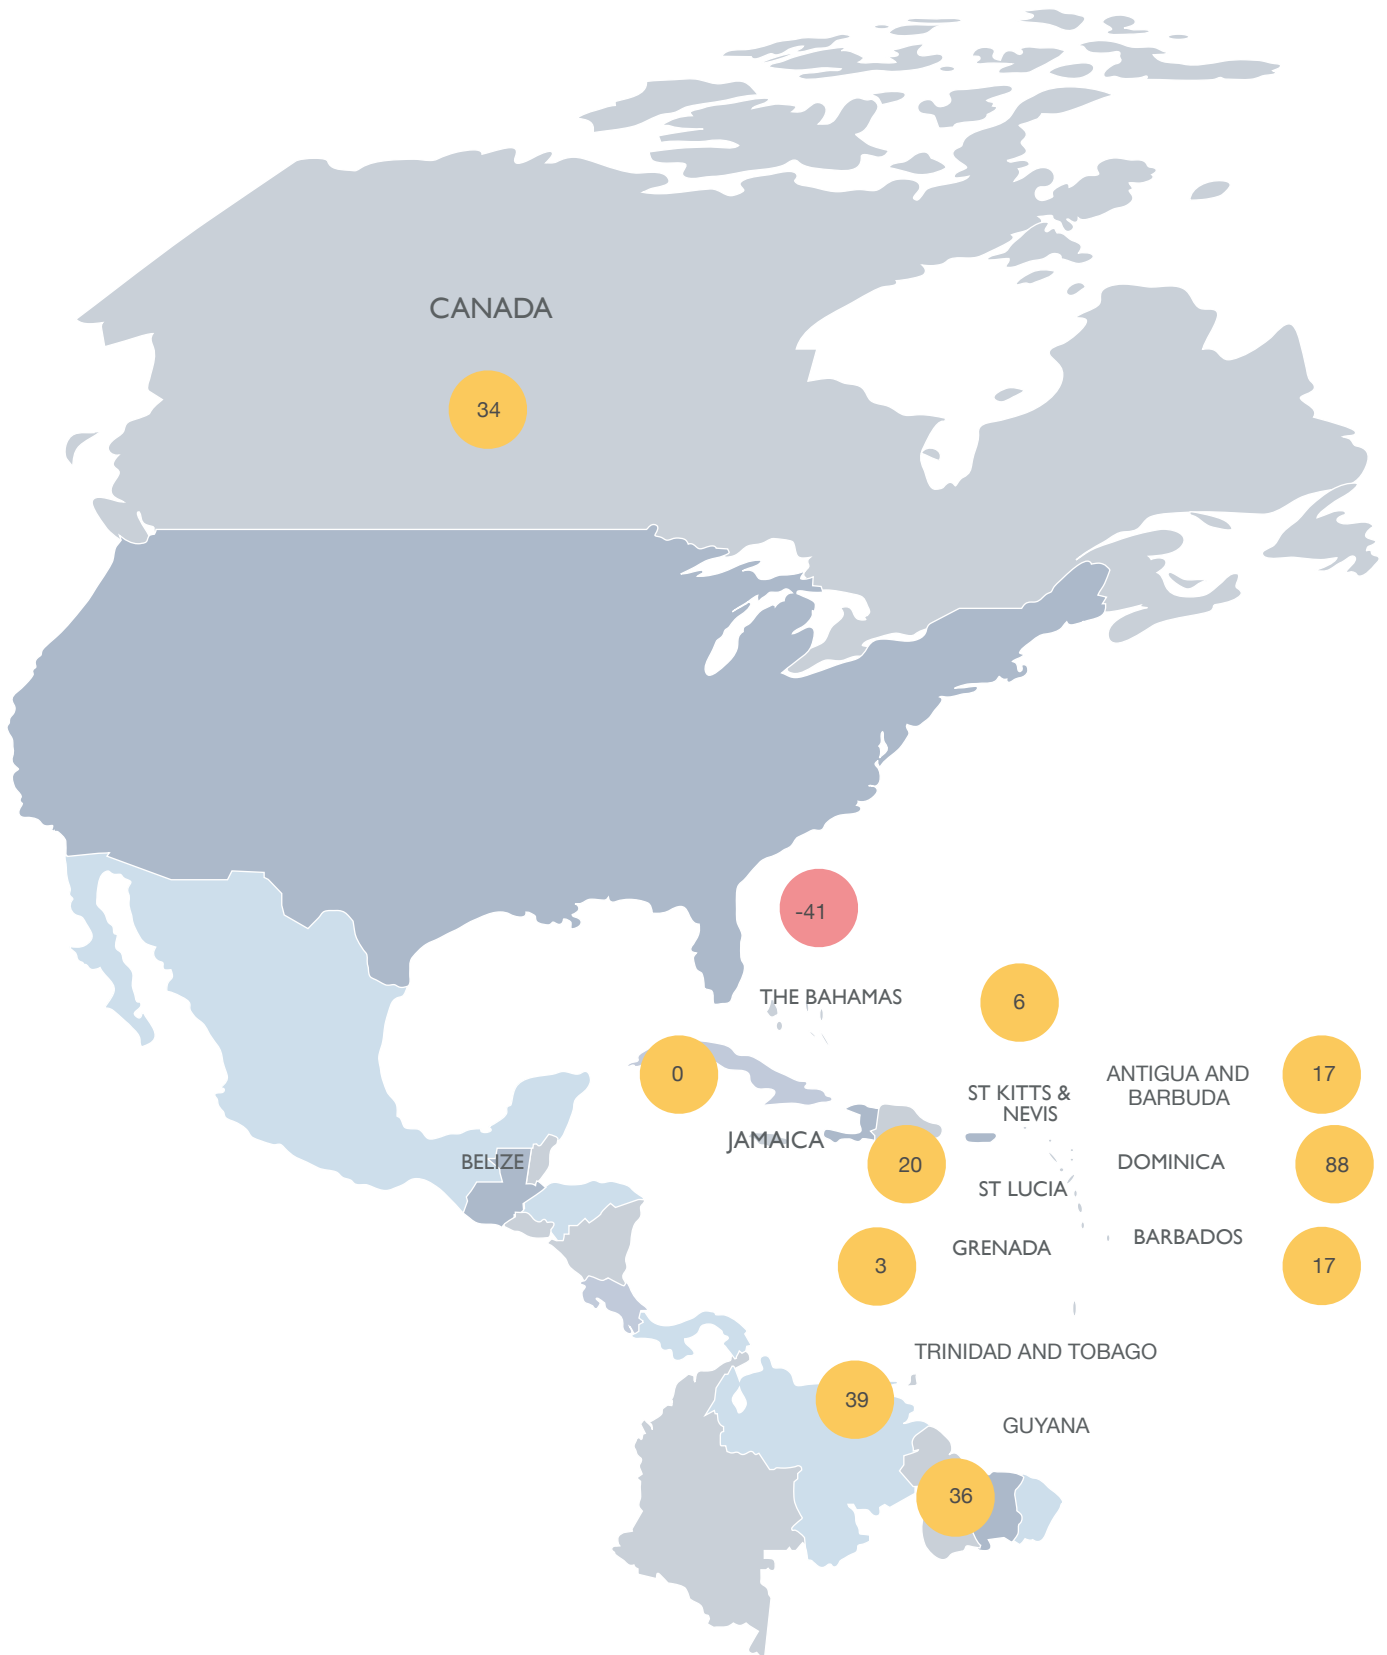 CANADA
34
-41
THE BAHAMAS
6
0
ANTIGUA AND
BARBUDA
17
ST KITTS &
NEVIS
JAMAICA
BELIZE
20
DOMINICA
88
ST LUCIA
BARBADOS
GRENADA
3
17
TRINIDAD AND TOBAGO
39
GUYANA
36